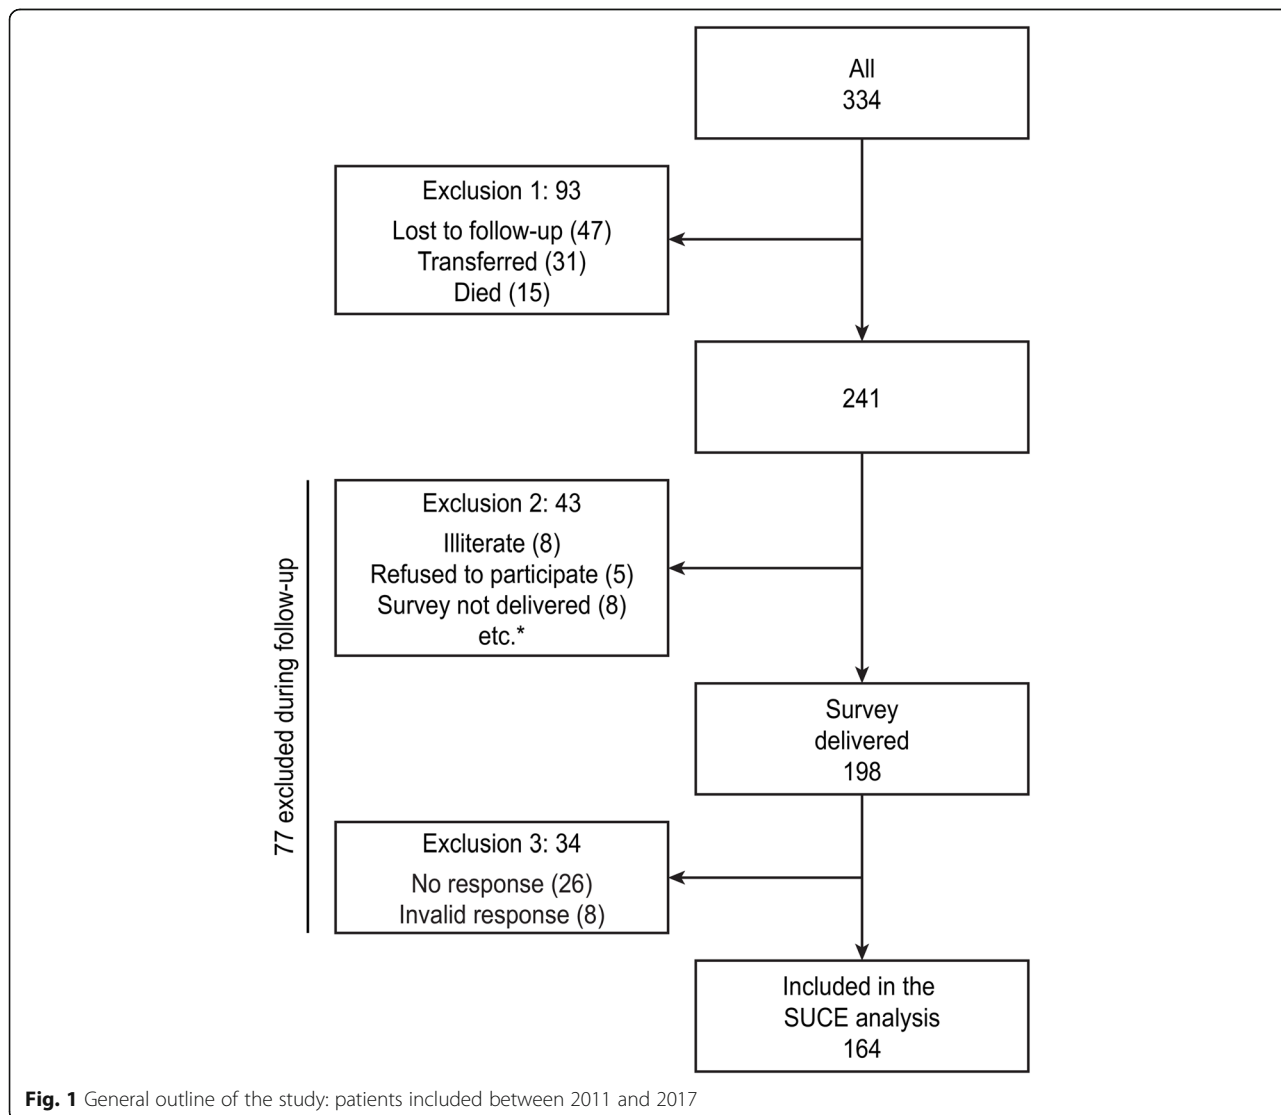 All
334
Exclusion 1: 93
Lost to follow-up (47)
Transferred (31)
Died (15)
241
Exclusion 2: 43
Illiterate (8)
Refused to participate (5)
Survey not delivered (8)
etc.*
77 excluded during follow-up
Survey
delivered
198
Exclusion 3: 34
No response (26)
Invalid response (8)
Included in the
SUCE analysis
164
Fig. 1 General outline of the study: patients included between 2011 and 2017